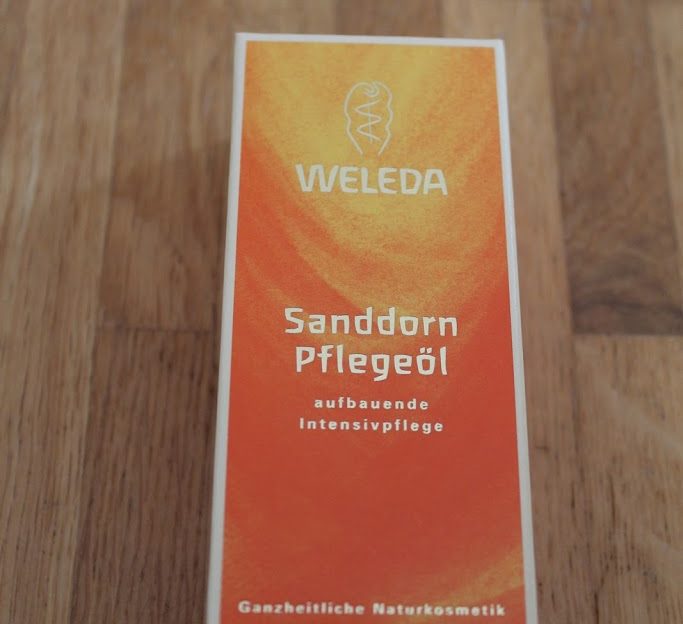 WELEDA
Sanddorn
Pflegeöl
aufbauende
Intensivpflege
Ganzheitliche Naturkosmetik